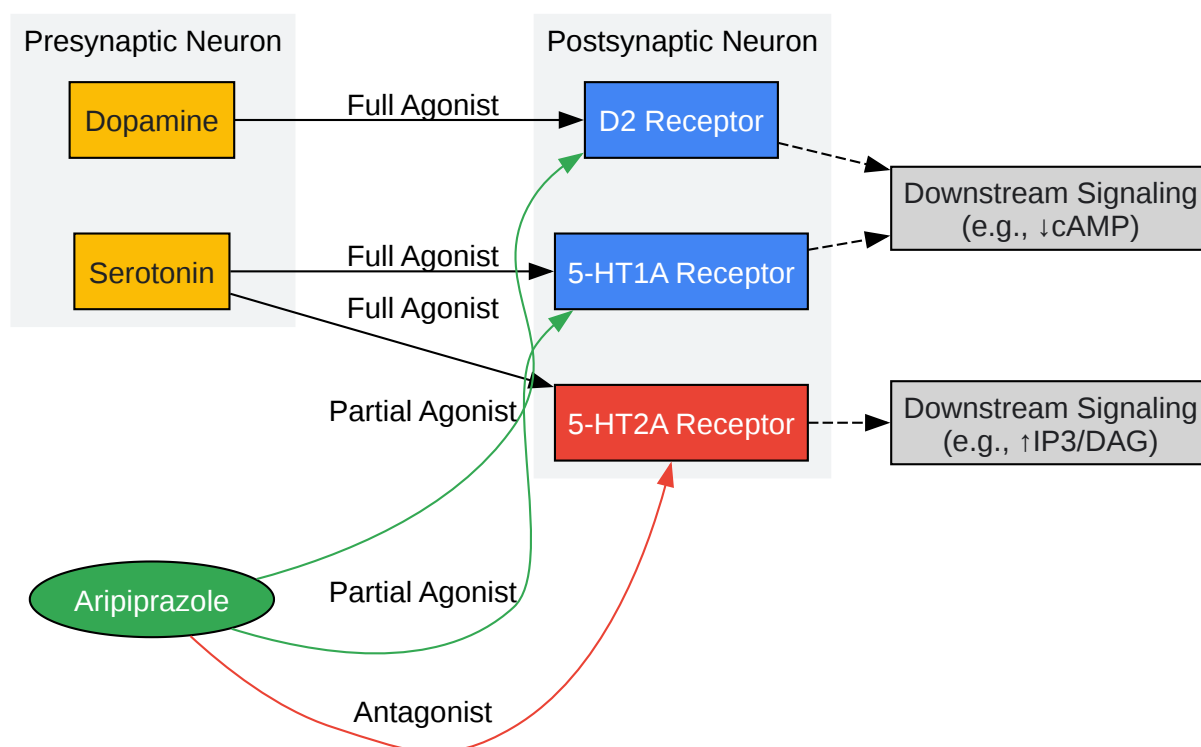 Presynaptic Neuron
Postsynaptic Neuron
Dopamine
Full Agonist
D2 Receptor
Downstream Signaling
(e.g., ↓cAMP)
Serotonin
Full Agonist
5-HT1A Receptor
Full Agonist
Partial Agonist
5-HT2A Receptor
Downstream Signaling
(e.g., ↑IP3/DAG)
Aripiprazole
Partial Agonist
Antagonist